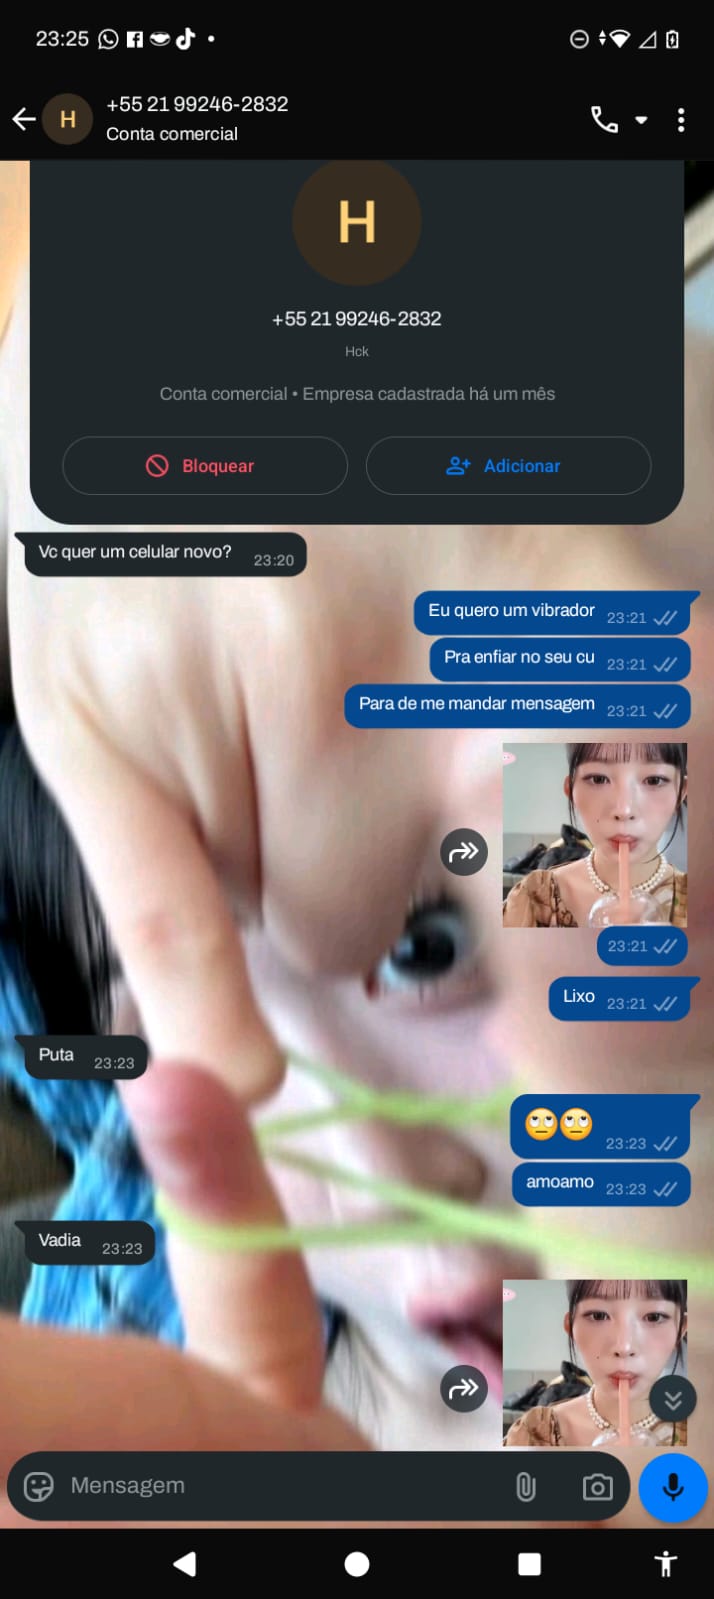 23:25
+55 21 99246-2832
Conta comercial
H
H
+55 21 99246-2832
Hck
Conta comercial • Empresa cadastrada há um mês
Bloquear
Adicionar
Vc quer um celular novo? 23:20
Eu quero um vibrador 23:21
Pra enfiar no seu cu 23:21
Para de me mandar mensagem 23:21
23:21
Lixo 23:21
Puta 23:23
🙄🙄 23:23
amoamo 23:23
Vadia 23:23
Mensagem